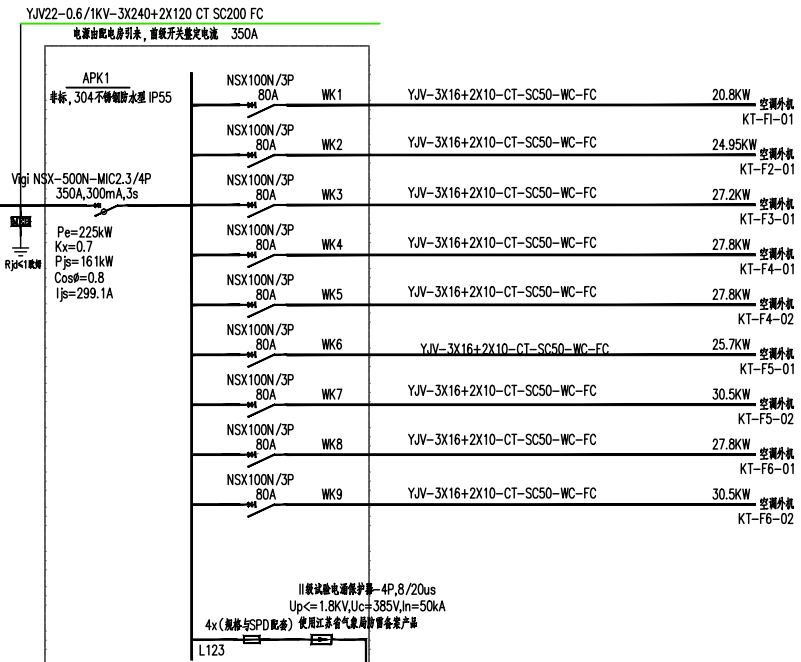 YJV22-0.6/1KV-3X240+2X120 CT SC200 FC
电源由配电房引来，前级开关整定电流 350A
APK1
非标，304不锈钢防水型 IP55
Vigi NSX-500N-MIC2.3/4P
350A,300mA,3s
Pe=225kW
Kx=0.7
Pjs=161kW
Cosø=0.8
Ijs=299.1A
MEB
Rjd<1欧姆
NSX100N/3P
80A WK1 YJV-3X16+2X10-CT-SC50-WC-FC 20.8KW 空调外机
KT-FI-01
NSX100N/3P
80A WK2 YJV-3X16+2X10-CT-SC50-WC-FC 24.95KW 空调外机
KT-F2-01
NSX100N/3P
80A WK3 YJV-3X16+2X10-CT-SC50-WC-FC 27.2KW 空调外机
KT-F3-01
NSX100N/3P
80A WK4 YJV-3X16+2X10-CT-SC50-WC-FC 27.8KW 空调外机
KT-F4-01
NSX100N/3P
80A WK5 YJV-3X16+2X10-CT-SC50-WC-FC 27.8KW 空调外机
KT-F4-02
NSX100N/3P
80A WK6 YJV-3X16+2X10-CT-SC50-WC-FC 25.7KW 空调外机
KT-F5-01
NSX100N/3P
80A WK7 YJV-3X16+2X10-CT-SC50-WC-FC 30.5KW 空调外机
KT-F5-02
NSX100N/3P
80A WK8 YJV-3X16+2X10-CT-SC50-WC-FC 27.8KW 空调外机
KT-F6-01
NSX100N/3P
80A WK9 YJV-3X16+2X10-CT-SC50-WC-FC 30.5KW 空调外机
KT-F6-02
II级试验电涌保护器-4P,8/20us
Up<=1.8KV,Uc=385V,In=50kA
4x(规格与SPD配套) 使用江苏省气象局防雷备案产品
L123